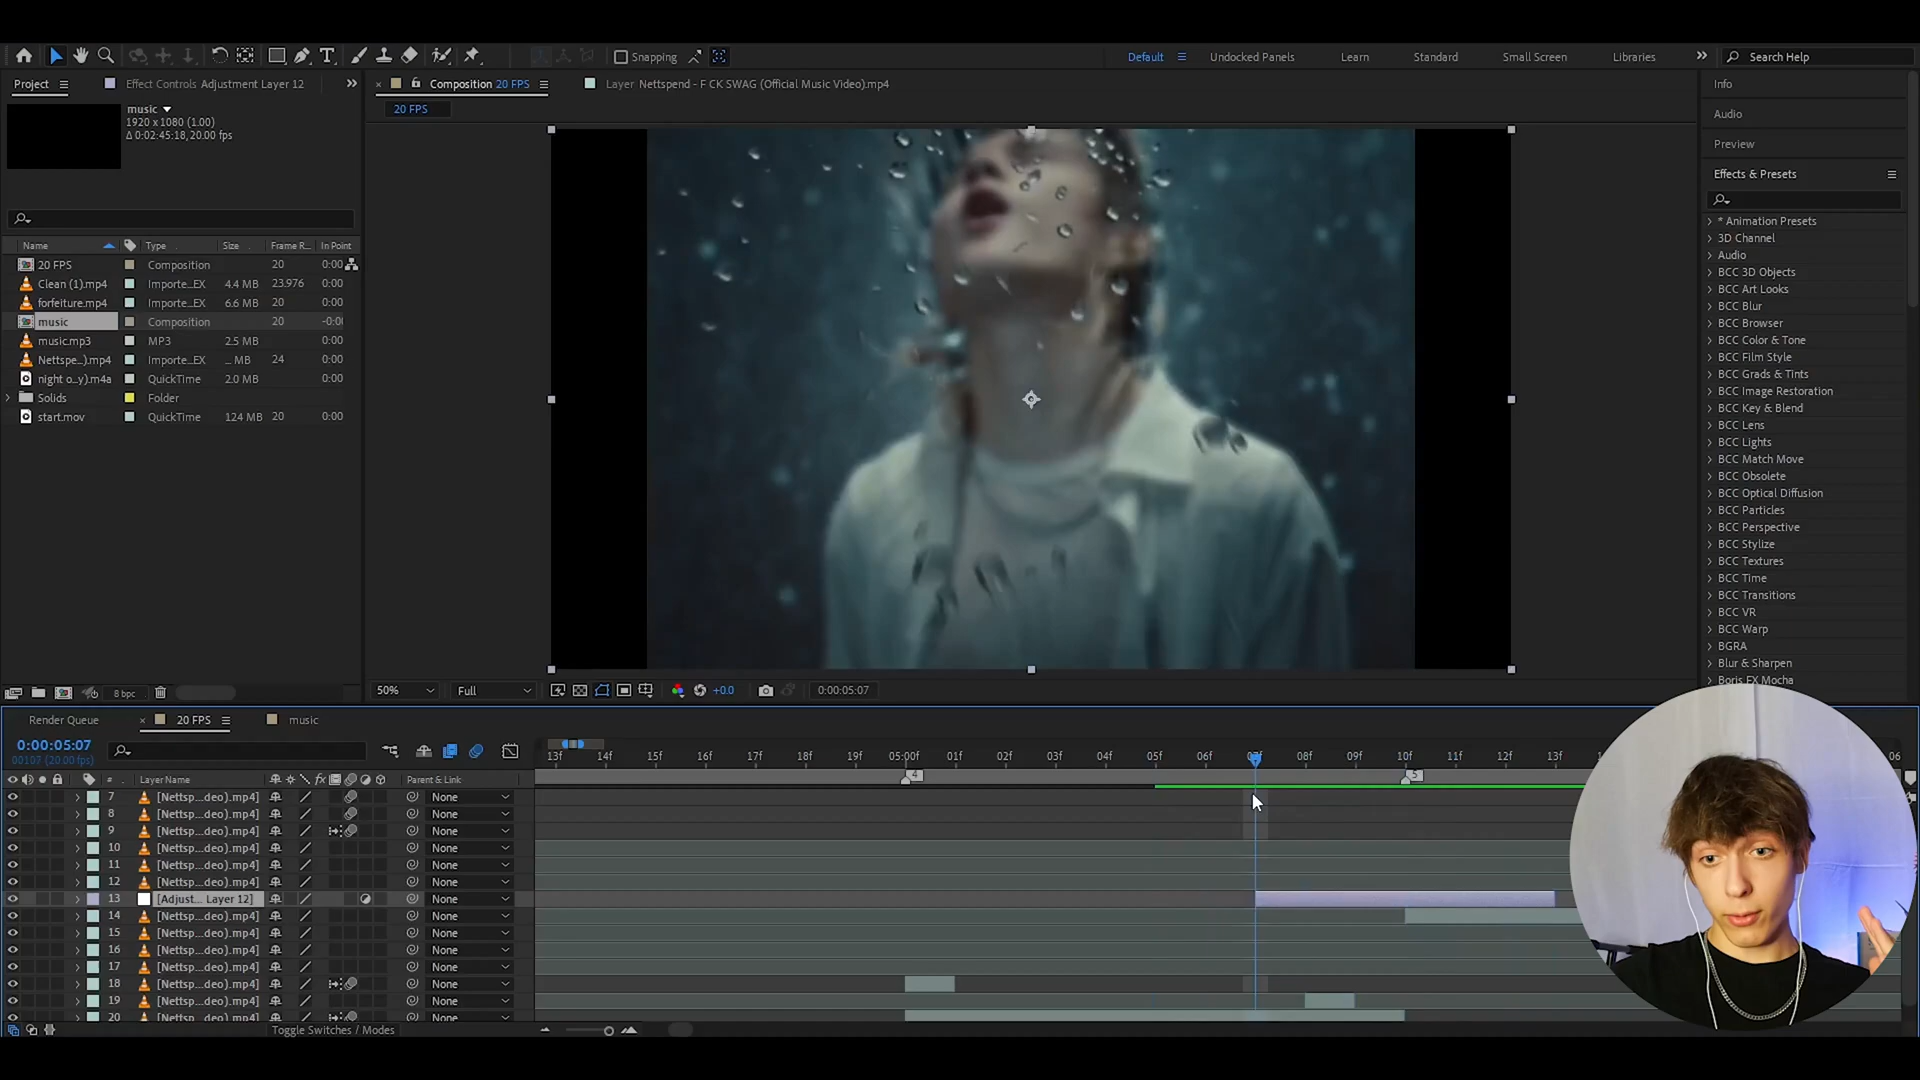 Snapping
Default
Undocked Panels
Learn
Standard
Small Screen
Libraries
Search Help
Project
Effect Controls Adjustment Layer 12
Composition 20 FPS
Layer Nettspend - F CK SWAG (Official Music Video).mp4
Info
20 FPS
music
1920 x 1080 (1.00)
Δ 0:02:45:18, 20.00 fps
Audio
Preview
Effects & Presets
Name Type Size Frame R... In Point
20 FPS Composition 20 0:00
Clean (1).mp4 Importe...EX 4.4 MB 23.976 0:00
forfeiture.mp4 Importe...EX 6.6 MB 20 0:00
music Composition 20 -0:0
music.mp3 MP3 2.5 MB 0:00
Nettspe...).mp4 Importe...EX ... MB 24 0:00
night o...y).m4a QuickTime 2.0 MB 0:00
Solids Folder
start.mov QuickTime 124 MB 20 0:00
* Animation Presets
3D Channel
Audio
BCC 3D Objects
BCC Art Looks
BCC Blur
BCC Browser
BCC Color & Tone
BCC Film Style
BCC Grads & Tints
BCC Image Restoration
BCC Key & Blend
BCC Lens
BCC Lights
BCC Match Move
BCC Obsolete
BCC Optical Diffusion
BCC Particles
BCC Perspective
BCC Stylize
BCC Textures
BCC Time
BCC Transitions
BCC VR
BCC Warp
BGRA
Blur & Sharpen
Boris FX Mocha
8 bpc
50% Full +0.0 0:00:05:07
Render Queue 20 FPS music
0:00:05:07
00107 (20.00 fps)
13f 14f 15f 16f 17f 18f 19f 5:00f 01f 02f 03f 04f 05f 06f 07f 08f 09f 10f 11f 12f 13f 06
4 5
# Layer Name fx Parent & Link
7 [Nettsp...deo).mp4] None
8 [Nettsp...deo).mp4] None
9 [Nettsp...deo).mp4] None
10 [Nettsp...deo).mp4] None
11 [Nettsp...deo).mp4] None
12 [Nettsp...deo).mp4] None
13 [Adjust... Layer 12] None
14 [Nettsp...deo).mp4] None
15 [Nettsp...deo).mp4] None
16 [Nettsp...deo).mp4] None
17 [Nettsp...deo).mp4] None
18 [Nettsp...deo).mp4] None
19 [Nettsp...deo).mp4] None
20 [Nettsp...deo).mp4] None
Toggle Switches / Modes